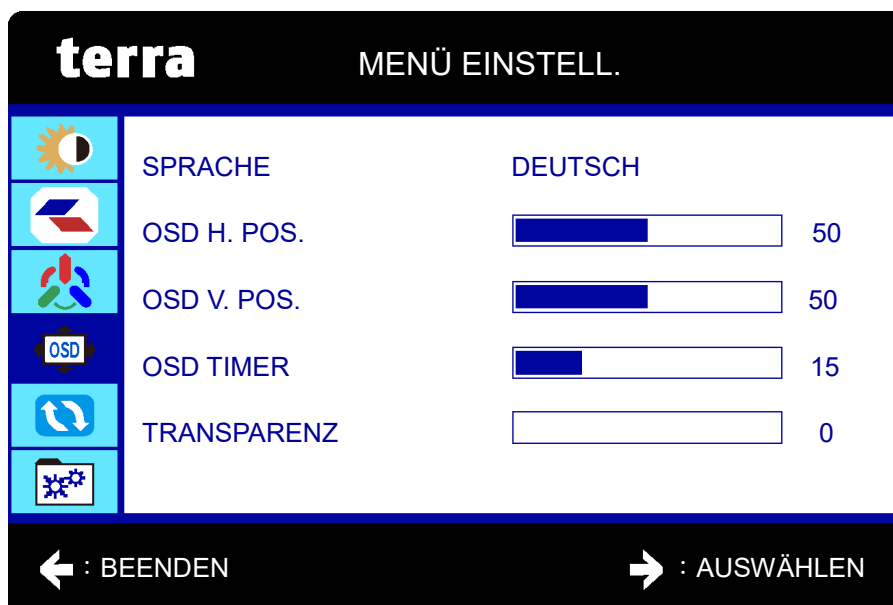 terra MENÜ EINSTELL.
SPRACHE DEUTSCH
OSD H. POS. 50
OSD V. POS. 50
OSD
OSD TIMER 15
TRANSPARENZ 0
: BEENDEN : AUSWÄHLEN